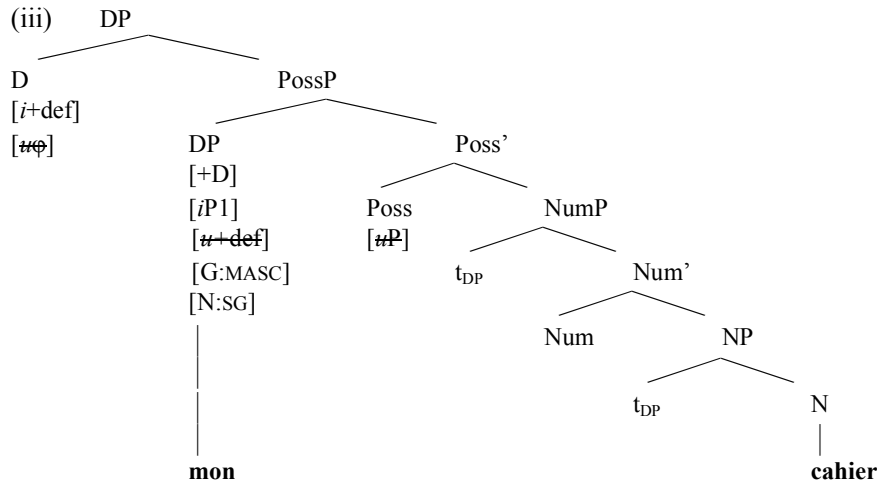 (iii) DP
D PossP
[i+def]
[uφ] DP Poss’
[+D]
[iP1] Poss NumP
[u+def] [uP]
[G:MASC] tDP Num’
[N:SG]
Num NP
tDP N
mon cahier